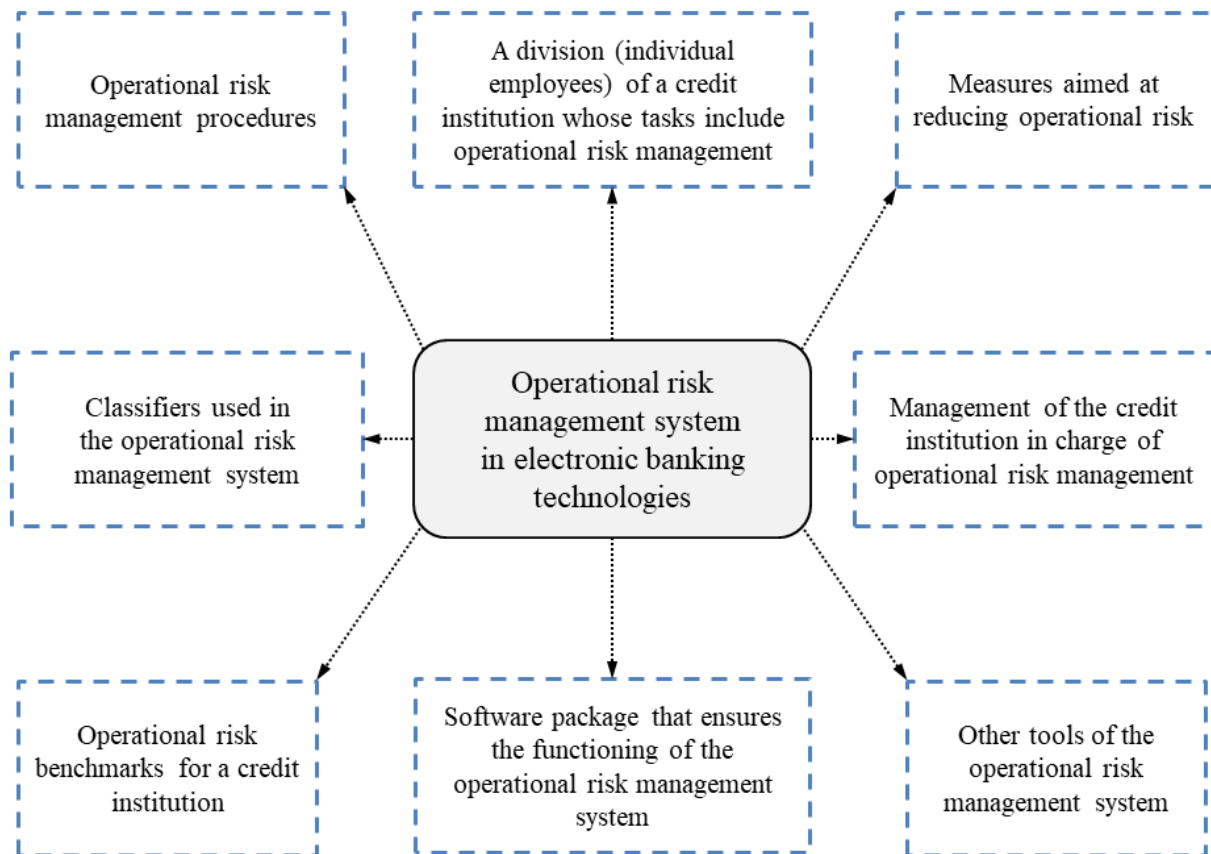 Operational risk
management procedures
A division (individual
employees) of a credit
institution whose tasks include
operational risk management
Measures aimed at
reducing operational risk
Classifiers used in
the operational risk
management system
Operational risk
management system
in electronic banking
technologies
Management of the credit
institution in charge of
operational risk management
Operational risk
benchmarks for a credit
institution
Software package that ensures
the functioning of the
operational risk management
system
Other tools of the
operational risk
management system